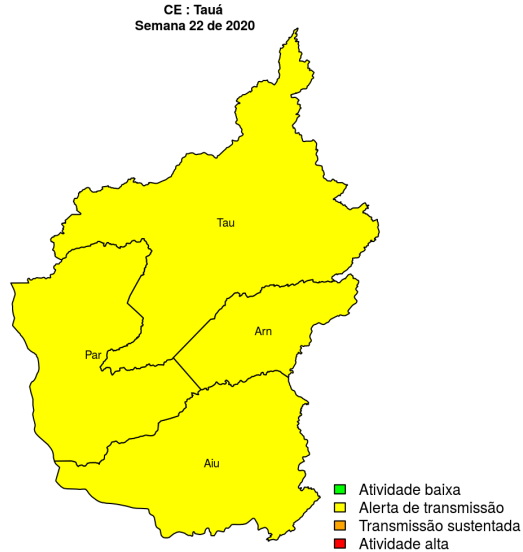 CE : Tauá
Semana 22 de 2020
Tau
Arn
Par
Aiu
Atividade baixa
Alerta de transmissão
Transmissão sustentada
Atividade alta